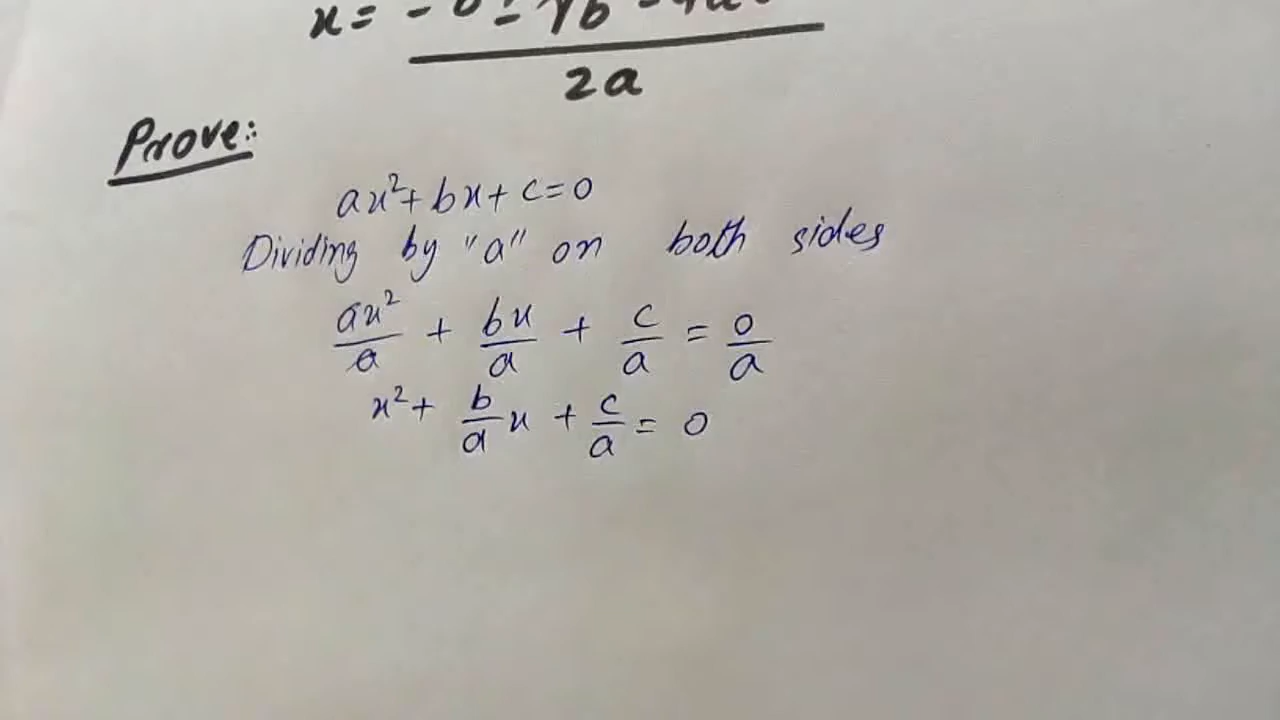 x =
2a
Prove:
ax² + bx + c = 0
Dividing by "a" on both sides
ax²/a + bx/a + c/a = 0/a
x² + b/a x + c/a = 0